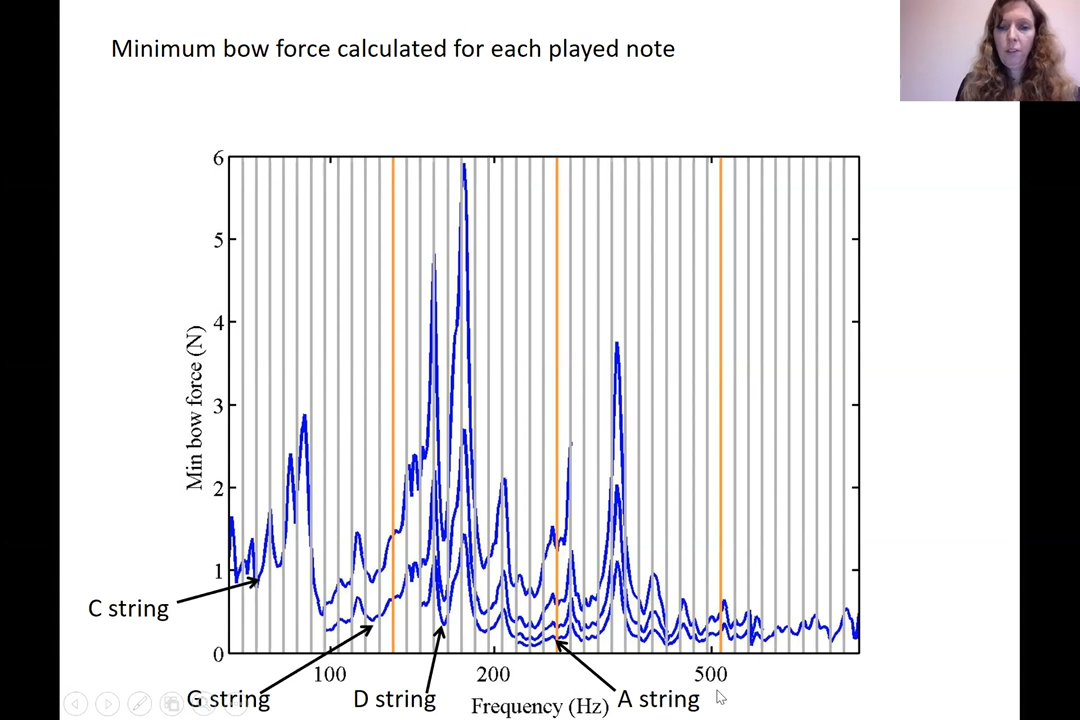 Minimum bow force calculated for each played note
6
5
4
3
2
1
0
Min bow force (N)
100
200
500
Frequency (Hz)
C string
G string
D string
A string